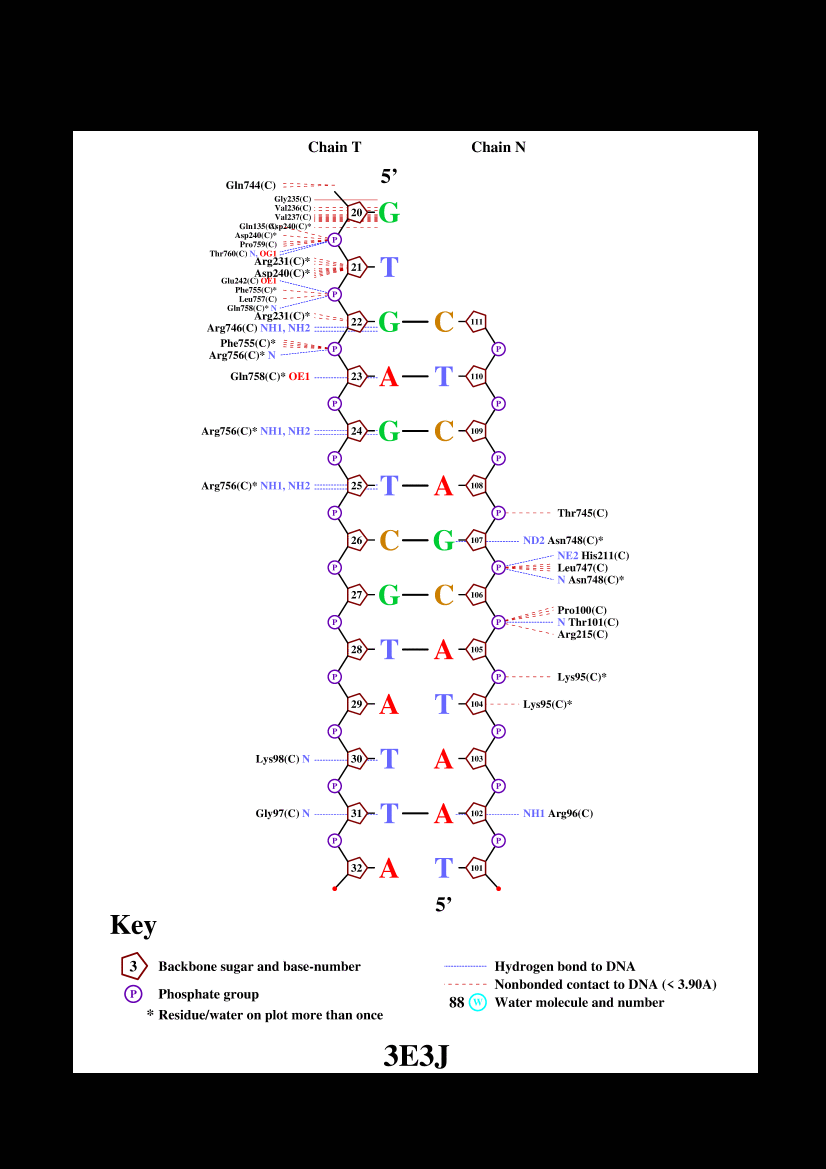 Chain T Chain N
5’
Gln744(C)
Gly235(C)
Val236(C)
20 G
Val237(C)
Asp240(C)*
Asp240(C)*
P
Pro759(C)
Thr760(C) N, OG1
Arg231(C)*
21 T
Asp240(C)*
Glu242(C) OE1
Phe755(C)*
P
Leu757(C)
Gln758(C)* N
Arg231(C)*
22 G C 111
Arg746(C) NH1, NH2
Phe755(C)*
P P
Arg756(C)* N
Gln758(C)* OE1 23 A T 110
P P
Arg756(C)* NH1, NH2 24 G C 109
P P
Arg756(C)* NH1, NH2 25 T A 108
P P Thr745(C)
26 C G 107 ND2 Asn748(C)*
NE2 His211(C)
P P Leu747(C)
N Asn748(C)*
27 G C 106
Pro100(C)
P P N Thr101(C)
Arg215(C)
28 T A 105
P P Lys95(C)*
29 A T 104 Lys95(C)*
P P
Lys98(C) N 30 T A 103
P P
Gly97(C) N 31 T A 102 NH1 Arg96(C)
P P
32 A T 101
5’
Key
3 Backbone sugar and base-number
P Phosphate group
* Residue/water on plot more than once
Hydrogen bond to DNA
Nonbonded contact to DNA (< 3.90A)
88 W Water molecule and number
3E3J